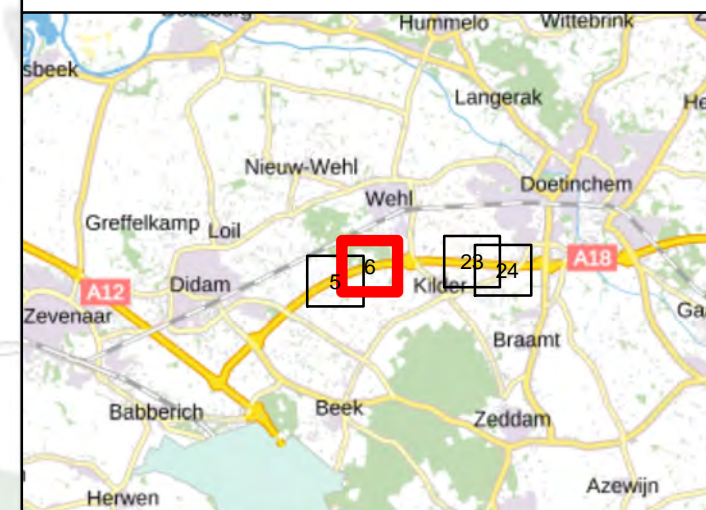 Hummelo
Wittebrink
sbeek
Langerak
He
Nieuw-Wehl
Doetinchem
Wehl
Greffelkamp
Loil
23
6
24
5
A18
Didam
Kilder
A12
Zevenaar
Ga
Braamt
Babberich
Beek
Zeddam
Azewijn
Herwen